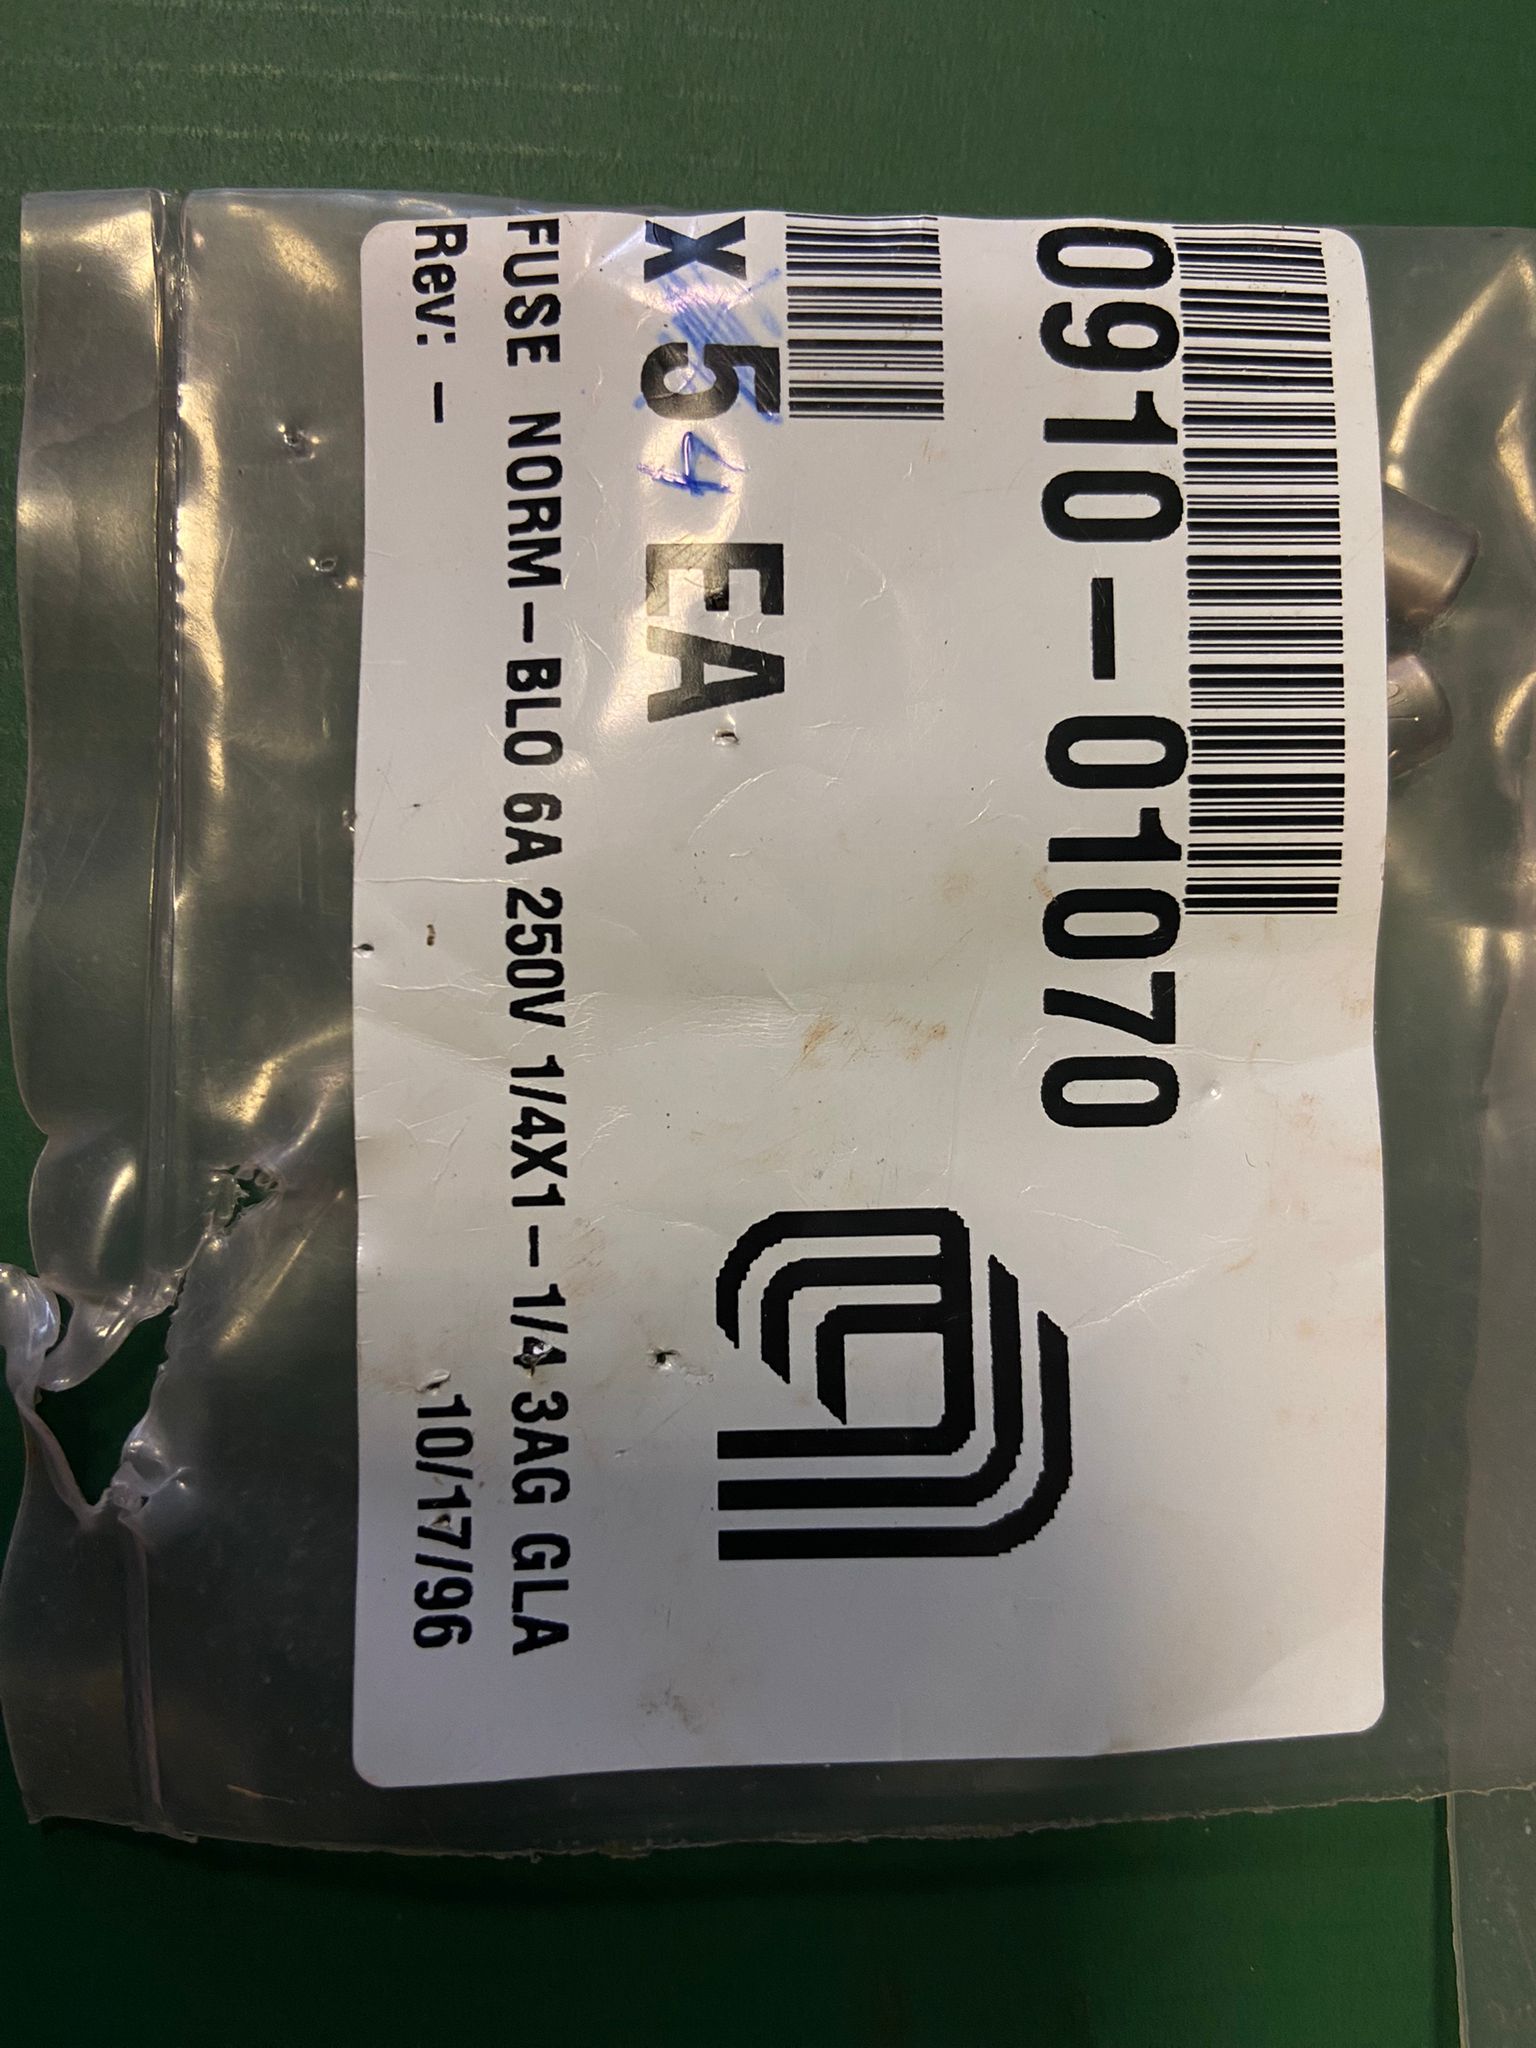 0910-01070
x 5 4 EA
FUSE NORM-BLO 6A 250V 1/4X1-1/4 3AG GLA
Rev: - 10/17/96